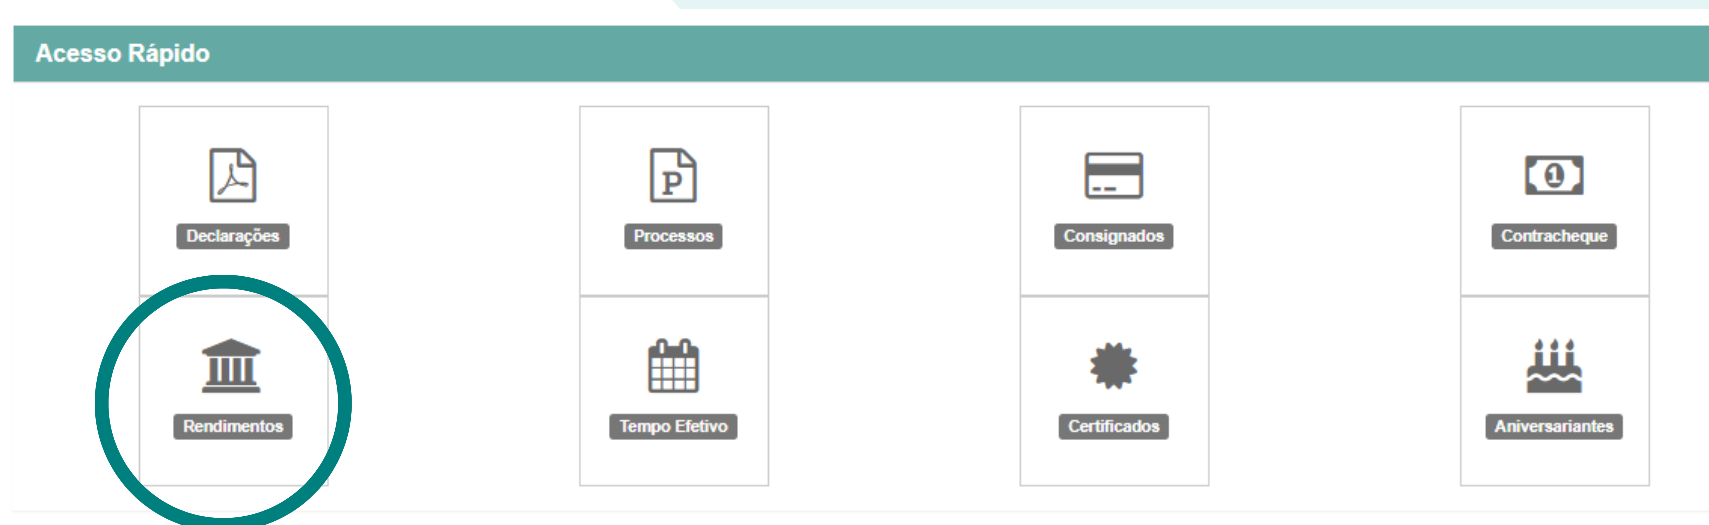 Acesso Rápido
Declarações
Processos
Consignados
Contracheque
Rendimentos
Tempo Efetivo
Certificados
Aniversariantes